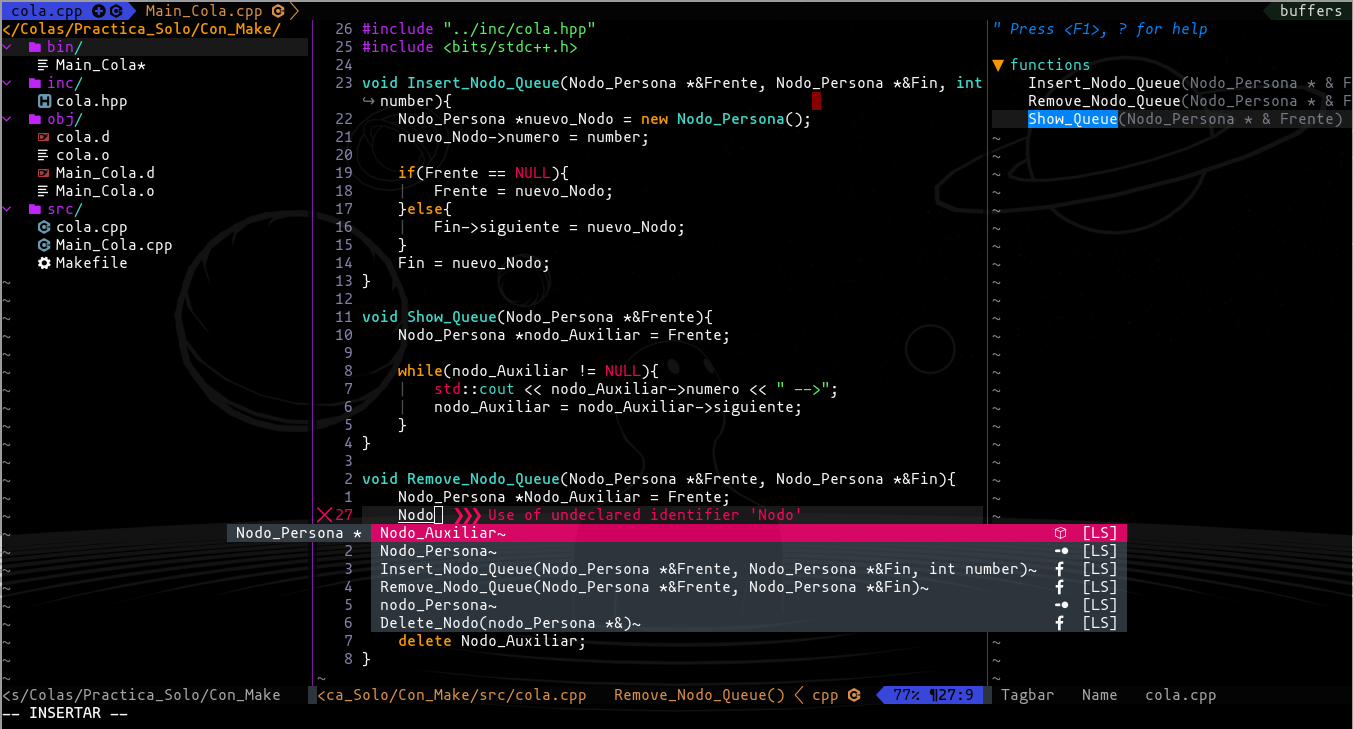 cola.cpp
Main_Cola.cpp
buffers
</Colas/Practica_Solo/Con_Make/
bin/
Main_Cola*
inc/
cola.hpp
obj/
cola.d
cola.o
Main_Cola.d
Main_Cola.o
src/
cola.cpp
Main_Cola.cpp
Makefile
26 #include "../inc/cola.hpp"
25 #include <bits/stdc++.h>
24
23 void Insert_Nodo_Queue(Nodo_Persona *&Frente, Nodo_Persona *&Fin, int
↪ number){
22     Nodo_Persona *nuevo_Nodo = new Nodo_Persona();
21     nuevo_Nodo->numero = number;
20
19     if(Frente == NULL){
18     |   Frente = nuevo_Nodo;
17     }else{
16     |   Fin->siguiente = nuevo_Nodo;
15     }
14     Fin = nuevo_Nodo;
13 }
12
11 void Show_Queue(Nodo_Persona *&Frente){
10     Nodo_Persona *nodo_Auxiliar = Frente;
9
8     while(nodo_Auxiliar != NULL){
7     |   std::cout << nodo_Auxiliar->numero << " -->";
6     |   nodo_Auxiliar = nodo_Auxiliar->siguiente;
5     }
4 }
3
2 void Remove_Nodo_Queue(Nodo_Persona *&Frente, Nodo_Persona *&Fin){
1     Nodo_Persona *Nodo_Auxiliar = Frente;
27     Nodo ❯❯❯ Use of undeclared identifier 'Nodo'
Nodo_Persona * Nodo_Auxiliar~ [LS]
2 Nodo_Persona~ [LS]
3 Insert_Nodo_Queue(Nodo_Persona *&Frente, Nodo_Persona *&Fin, int number)~ f [LS]
4 Remove_Nodo_Queue(Nodo_Persona *&Frente, Nodo_Persona *&Fin)~ f [LS]
5 nodo_Persona~ [LS]
6 Delete_Nodo(nodo_Persona *&)~ f [LS]
7     delete Nodo_Auxiliar;
8 }
" Press <F1>, ? for help
▼ functions
Insert_Nodo_Queue(Nodo_Persona * & F
Remove_Nodo_Queue(Nodo_Persona * & F
Show_Queue(Nodo_Persona * & Frente)
<s/Colas/Practica_Solo/Con_Make
<ca_Solo/Con_Make/src/cola.cpp Remove_Nodo_Queue() cpp
77% ¶27:9
Tagbar Name cola.cpp
-- INSERTAR --